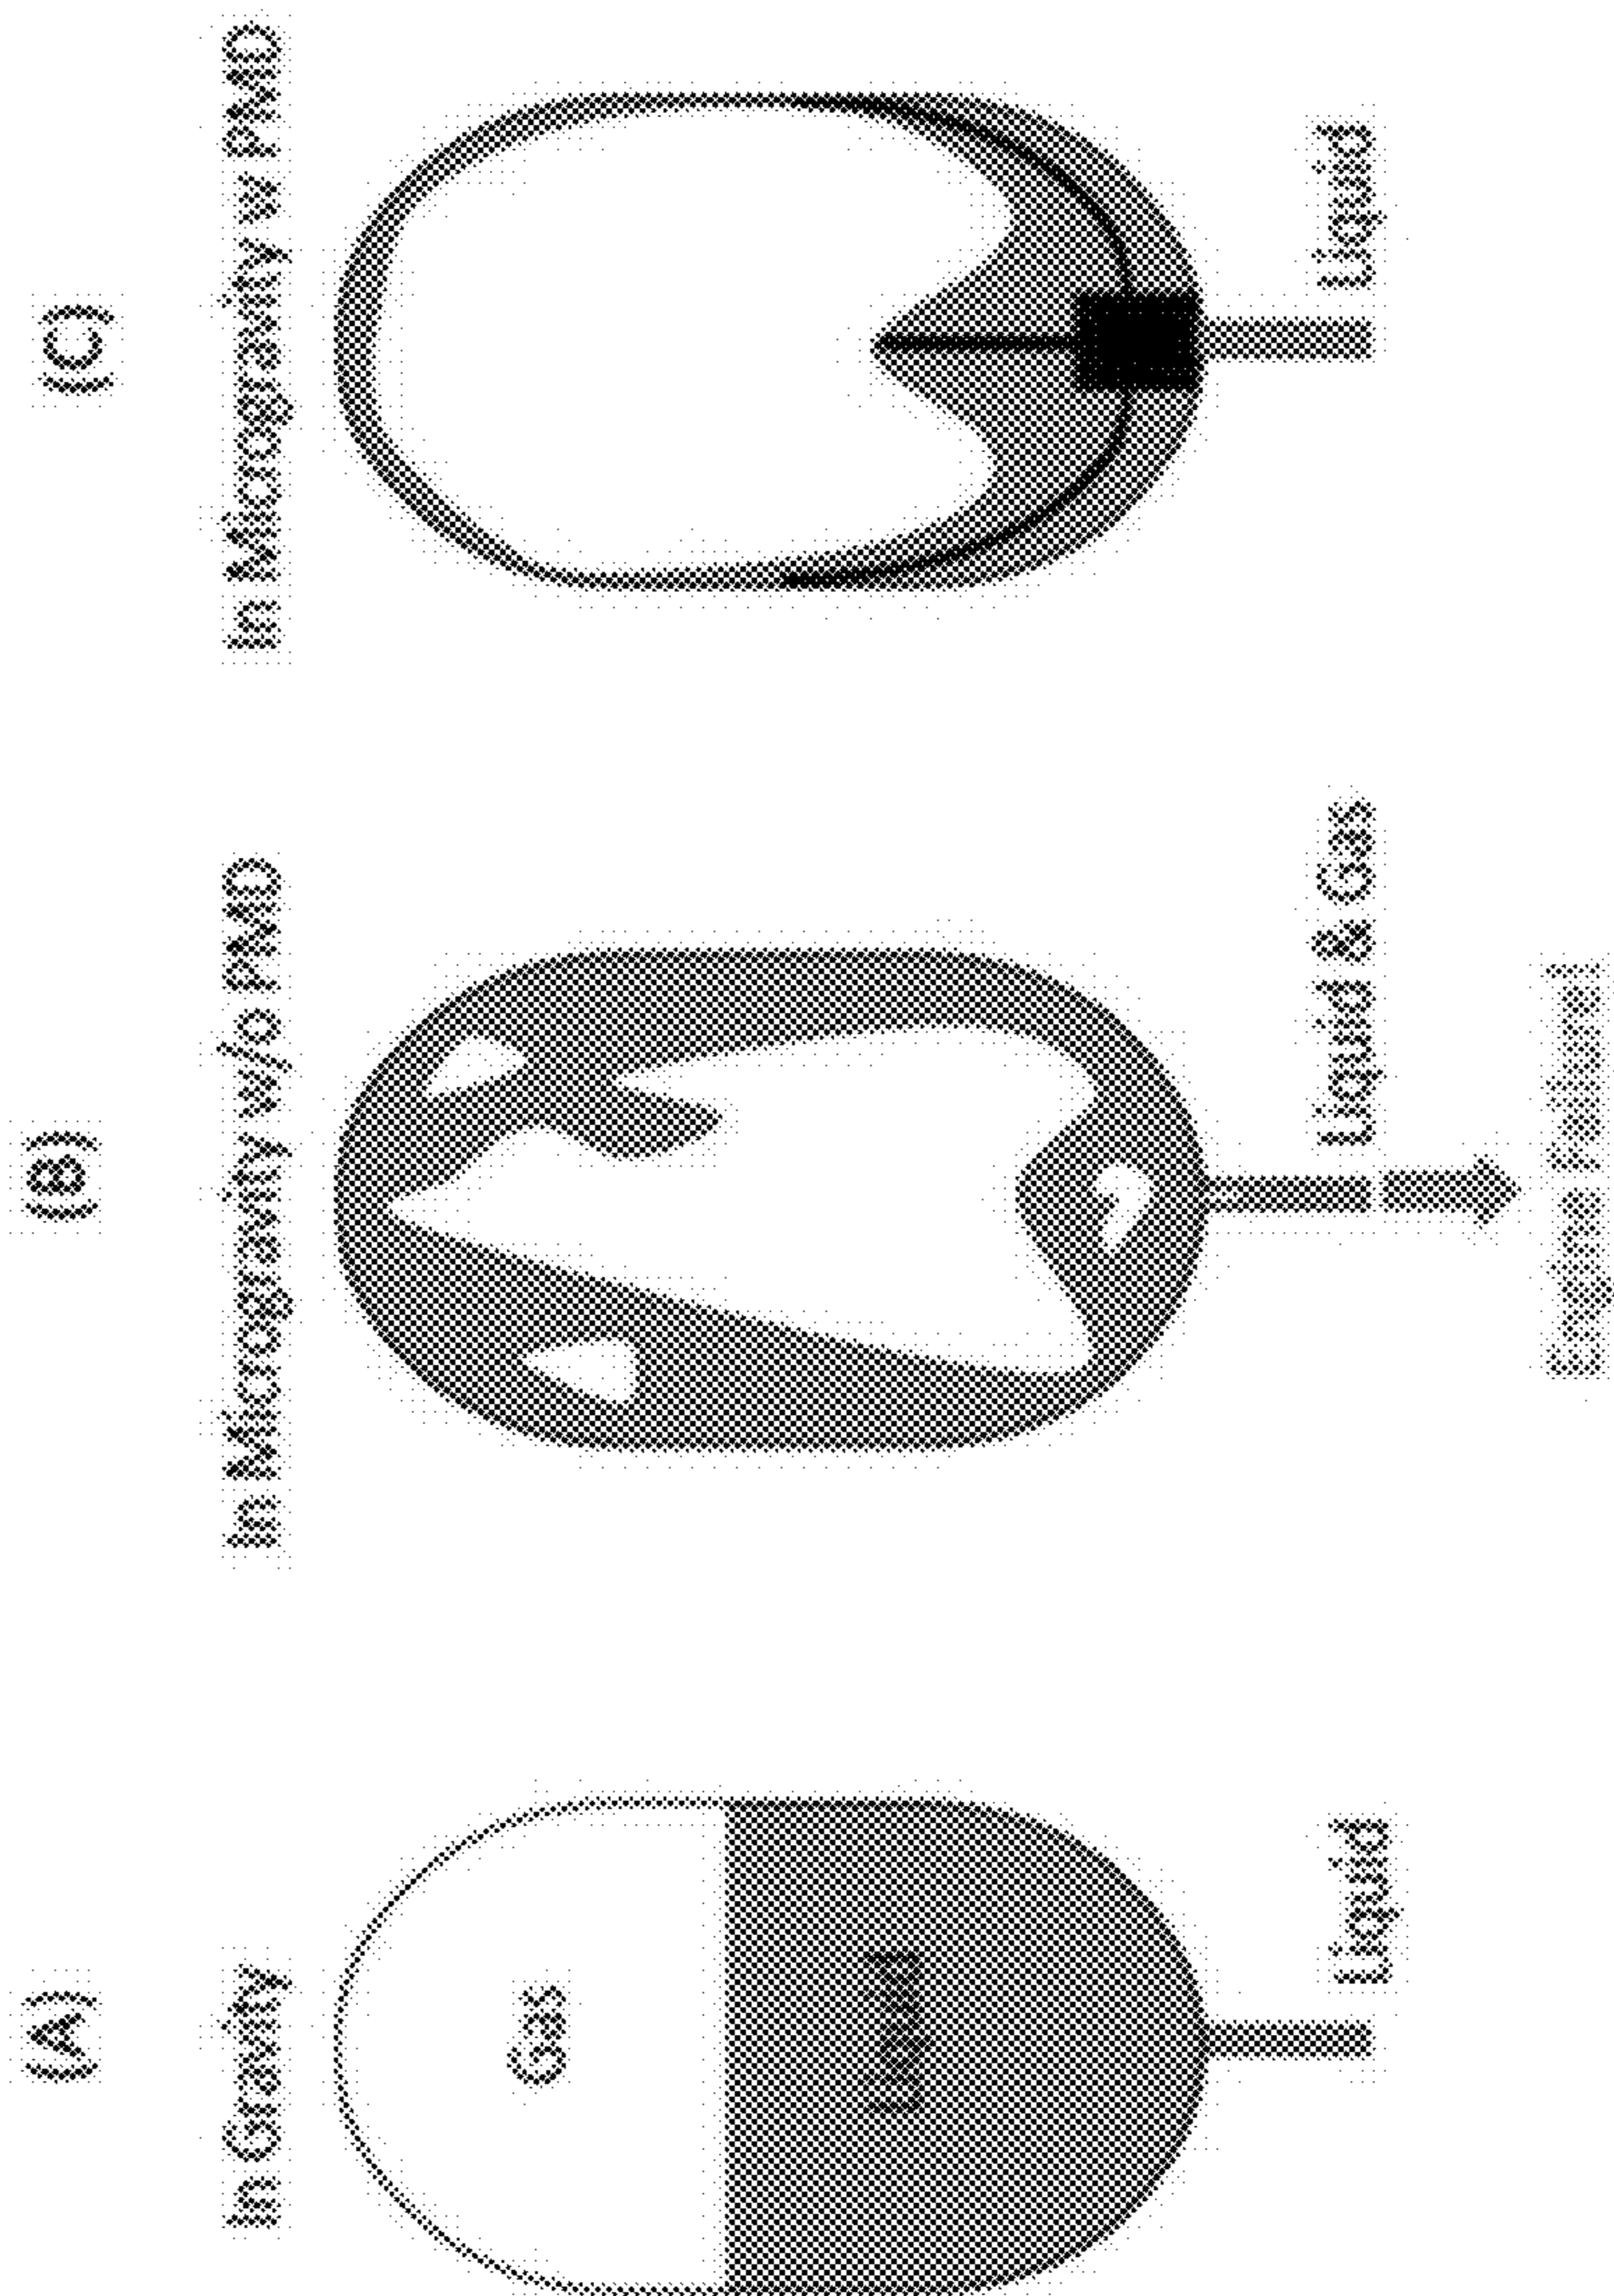 (A)
In Gravity
Gas
Liquid
Liquid
(B)
In Microgravity w/o PMD
Liquid & Gas
(C)
In Microgravity w PMD
Liquid